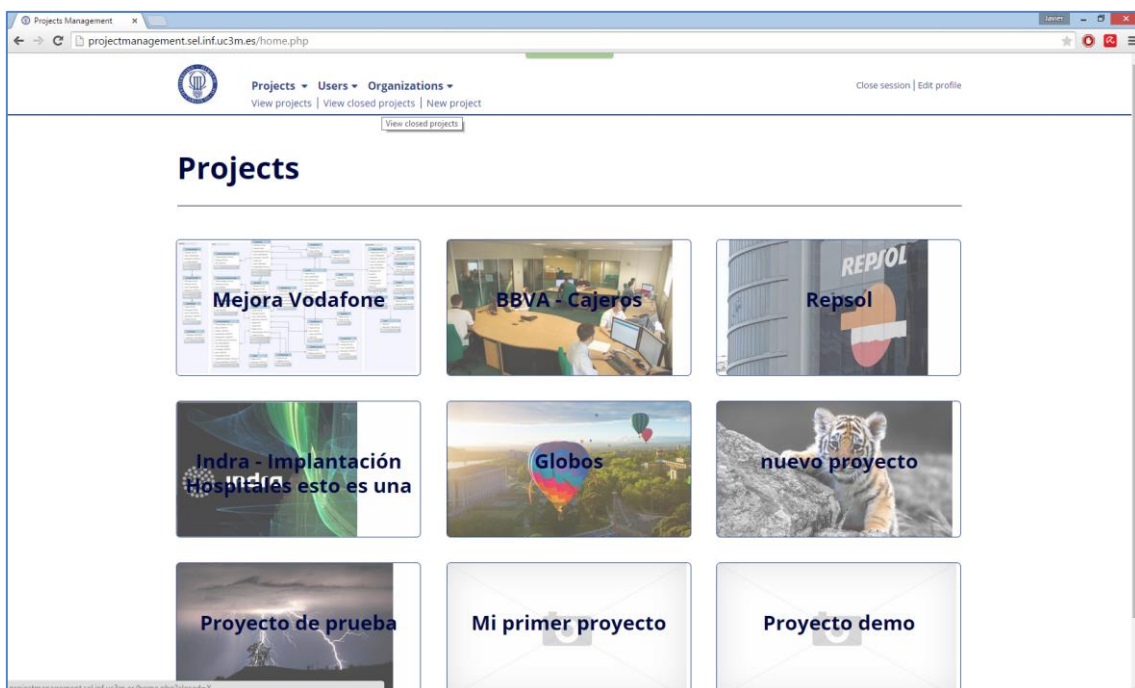 Projects Management
Javier
projectmanagement.sel.inf.uc3m.es/home.php
Projects Users Organizations
Close session | Edit profile
View projects | View closed projects | New project
View closed projects
Projects
Mejora Vodafone
BBVA - Cajeros
REPSOL
Repsol
Indra - Implantación
Hospitales esto es una
indra
Globos
nuevo proyecto
Proyecto de prueba
Mi primer proyecto
Proyecto demo